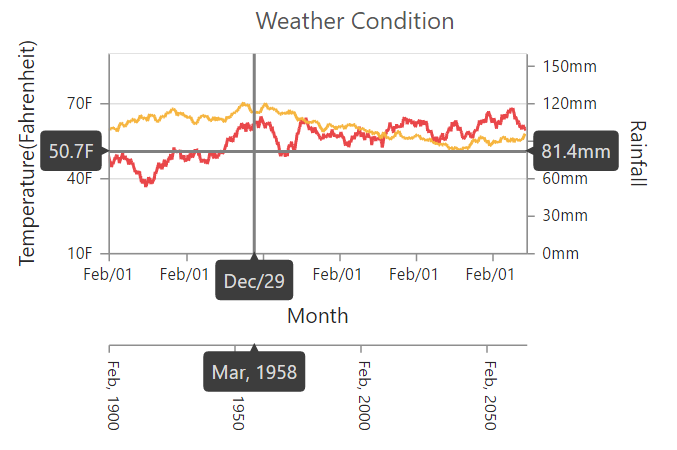 Weather Condition
Temperature(Fahrenheit)
70F
50.7F
40F
10F
150mm
120mm
81.4mm
60mm
30mm
0mm
Rainfall
Feb/01
Feb/01
Dec/29
Feb/01
Feb/01
Feb/01
Month
Mar, 1958
Feb, 1900
1950
Feb, 2000
Feb, 2050